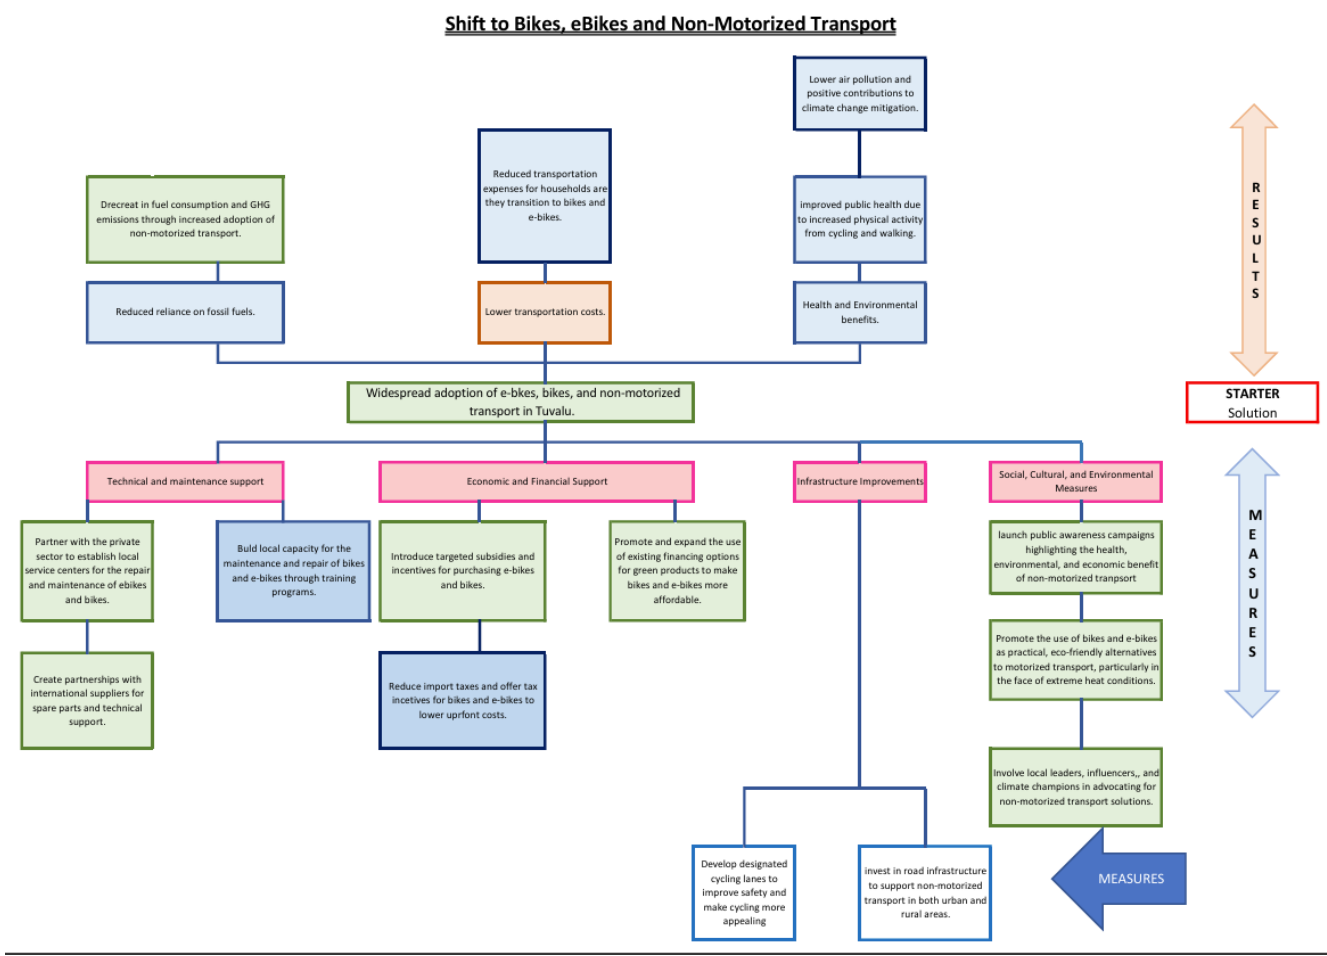 Shift to Bikes, eBikes and Non-Motorized Transport
Lower air pollution and
positive contributions to
climate change mitigation.
Reduced transportation
expenses for households are
they transition to bikes and
e-bikes.
Drecreat in fuel consumption and GHG
emissions through increased adoption of
non-motorized transport.
improved public health due
to increased physical activity
from cycling and walking.
Reduced reliance on fossil fuels.
Lower transportation costs.
Health and Environmental
benefits.
RESULTS
Widespread adoption of e-bkes, bikes, and non-motorized
transport in Tuvalu.
STARTER
Solution
Technical and maintenance support
Economic and Financial Support
Infrastructure Improvements
Social, Cultural, and Environmental
Measures
Partner with the private
sector to establish local
service centers for the repair
and maintenance of ebikes
and bikes.
Buld local capacity for the
maintenance and repair of bikes
and e-bikes through training
programs.
Introduce targeted subsidies and
incentives for purchasing e-bikes
and bikes.
Promote and expand the use
of existing financing options
for green products to make
bikes and e-bikes more
affordable.
launch public awareness campaigns
highlighting the health,
environmental, and economic benefit
of non-motorized tranpsort
MEASURES
Create partnerships with
international suppliers for
spare parts and technical
support.
Reduce import taxes and offer tax
incetives for bikes and e-bikes to
lower uprfont costs.
Promote the use of bikes and e-bikes
as practical, eco-friendly alternatives
to motorized transport, particularly in
the face of extreme heat conditions.
Involve local leaders, influencers,, and
climate champions in advocating for
non-motorized transport solutions.
Develop designated
cycling lanes to
improve safety and
make cycling more
appealing
invest in road infrastructure
to support non-motorized
transport in both urban and
rural areas.
MEASURES